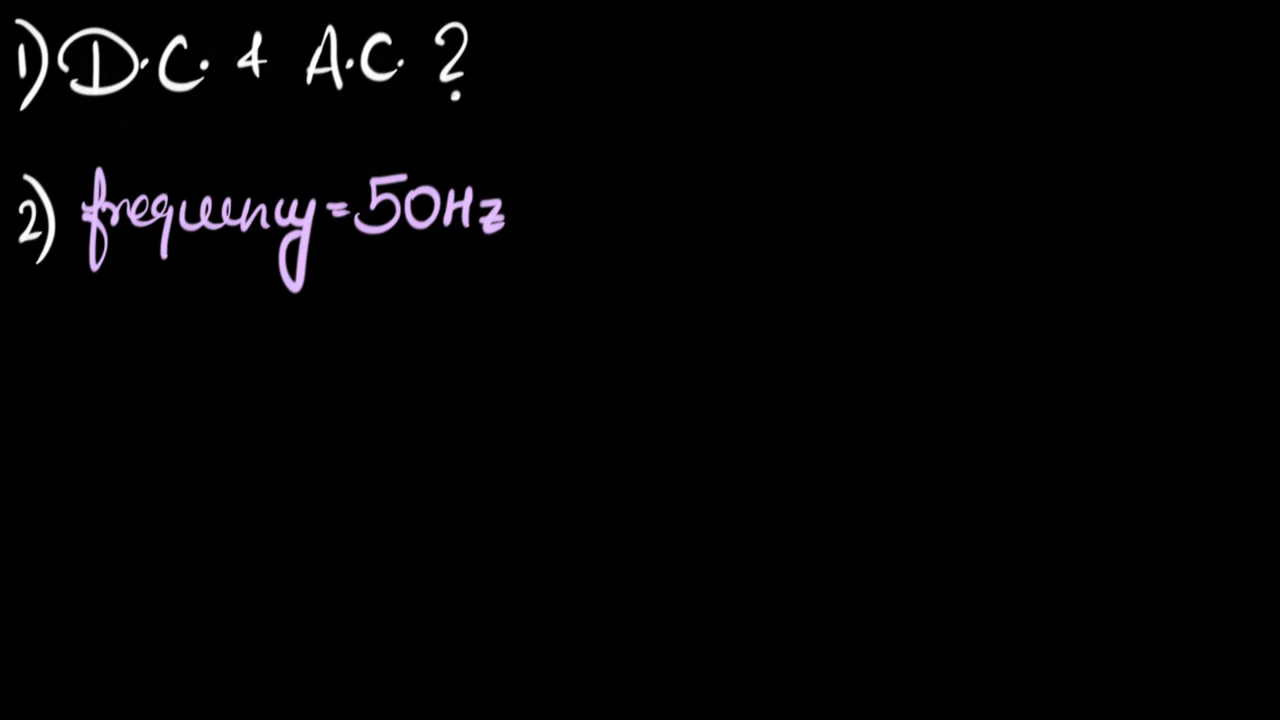 1) D.C. & A.C. ?
2) frequency = 50Hz